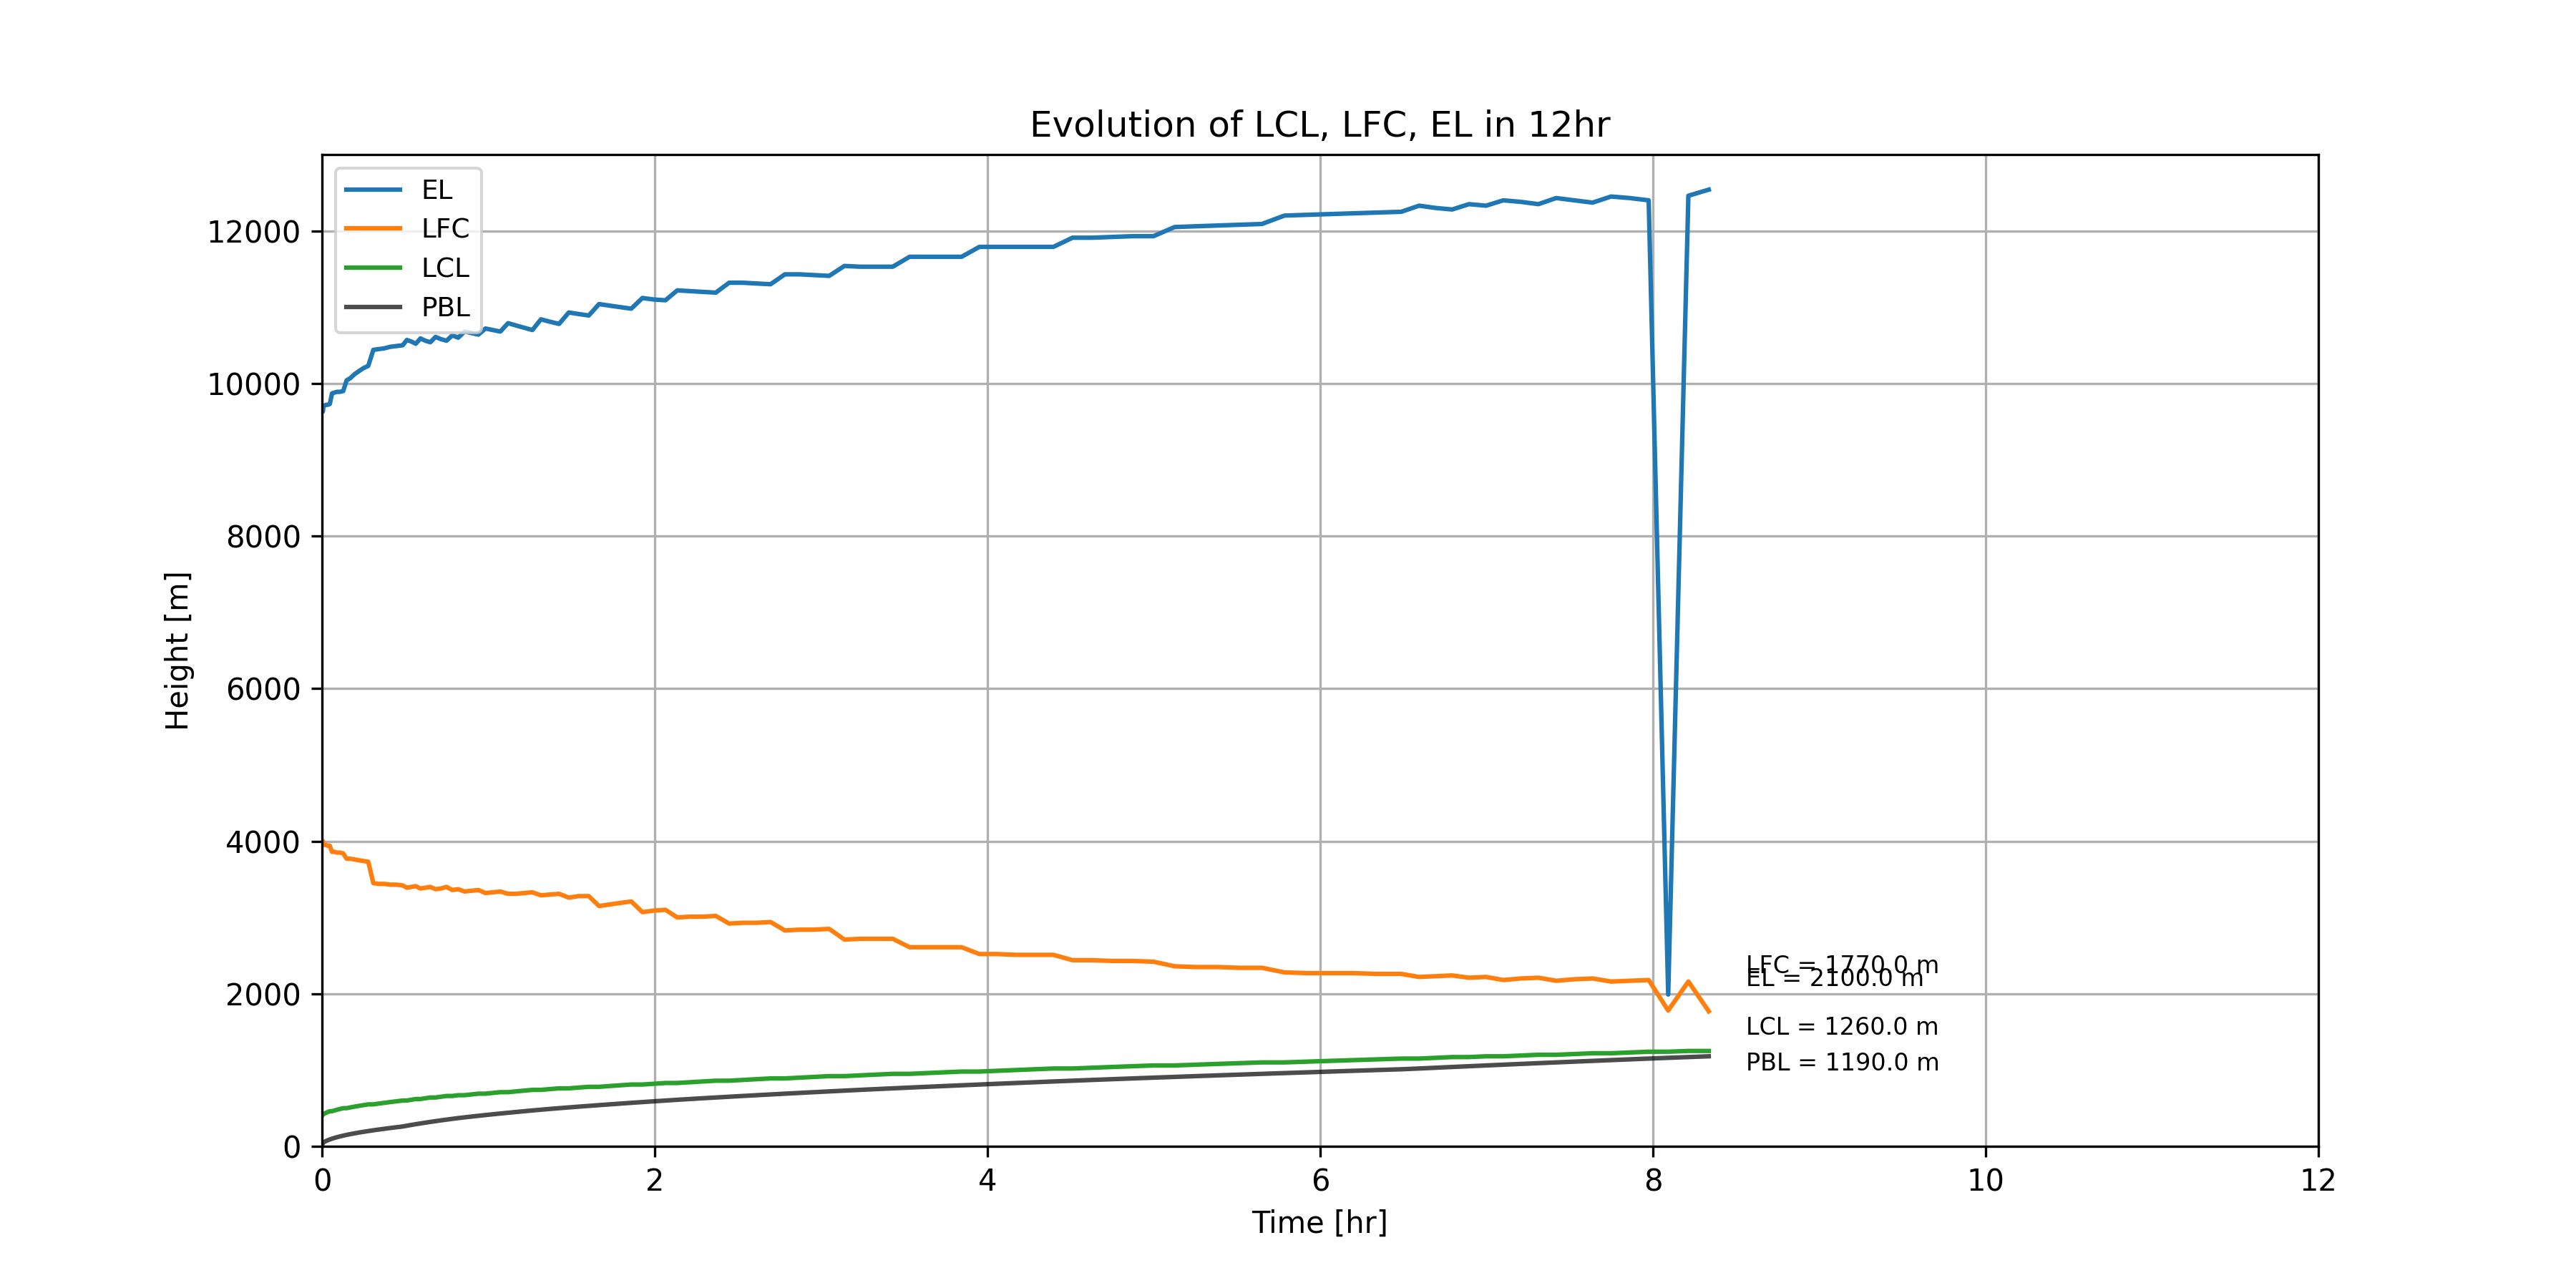 Evolution of LCL, LFC, EL in 12hr
EL
LFC
LCL
PBL
Height [m]
12000
10000
8000
6000
4000
2000
0
LFC = 1770.0 m
EL = 2100.0 m
LCL = 1260.0 m
PBL = 1190.0 m
0 2 4 6 8 10 12
Time [hr]